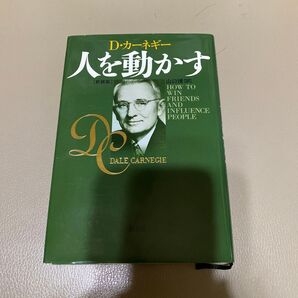 D・カーネギー
人を動かす
HOW TO
WIN
FRIENDS
AND
INFLUENCE
PEOPLE
DC
DALE CARNEGIE